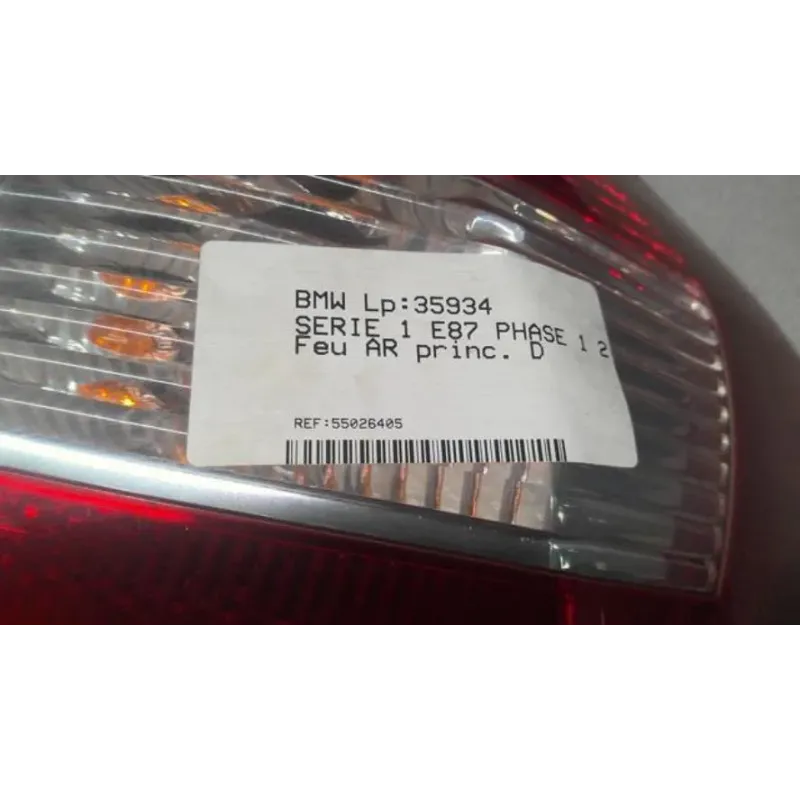 BMW Lp:35934
SERIE 1 E87 PHASE 1 2
Feu AR princ. D
REF:55026405